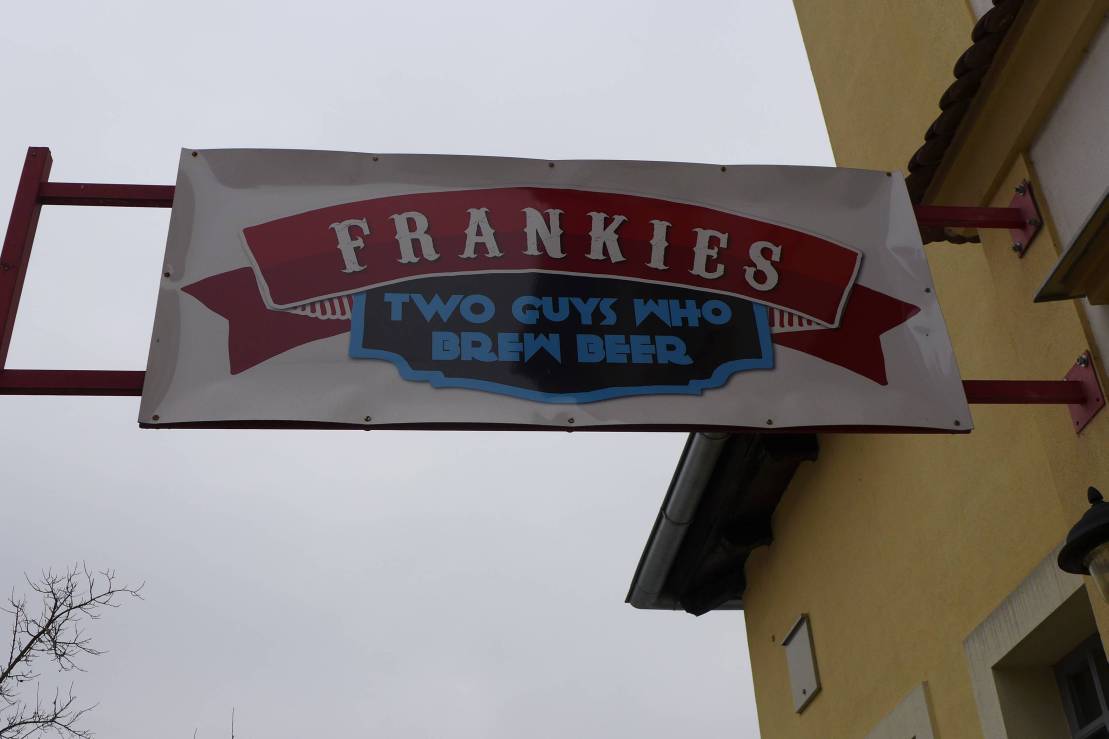 FRANKIES
TWO GUYS WHO
BREW BEER